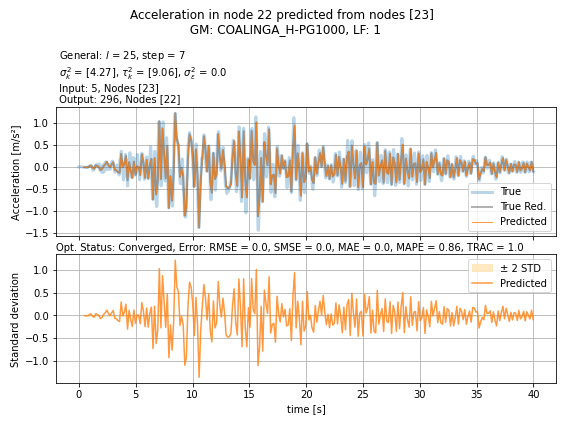 Acceleration in node 22 predicted from nodes [23]
GM: COALINGA_H-PG1000, LF: 1
General: l = 25, step = 7
σ²ₖ = [4.27], τ²ₖ = [9.06], σ²ε = 0.0
Input: 5, Nodes [23]
Output: 296, Nodes [22]
Acceleration [m/s²]
1.0
0.5
0.0
−0.5
−1.0
−1.5
True
True Red.
Predicted
Opt. Status: Converged, Error: RMSE = 0.0, SMSE = 0.0, MAE = 0.0, MAPE = 0.86, TRAC = 1.0
Standard deviation
1.0
0.5
0.0
−0.5
−1.0
± 2 STD
Predicted
0 5 10 15 20 25 30 35 40
time [s]